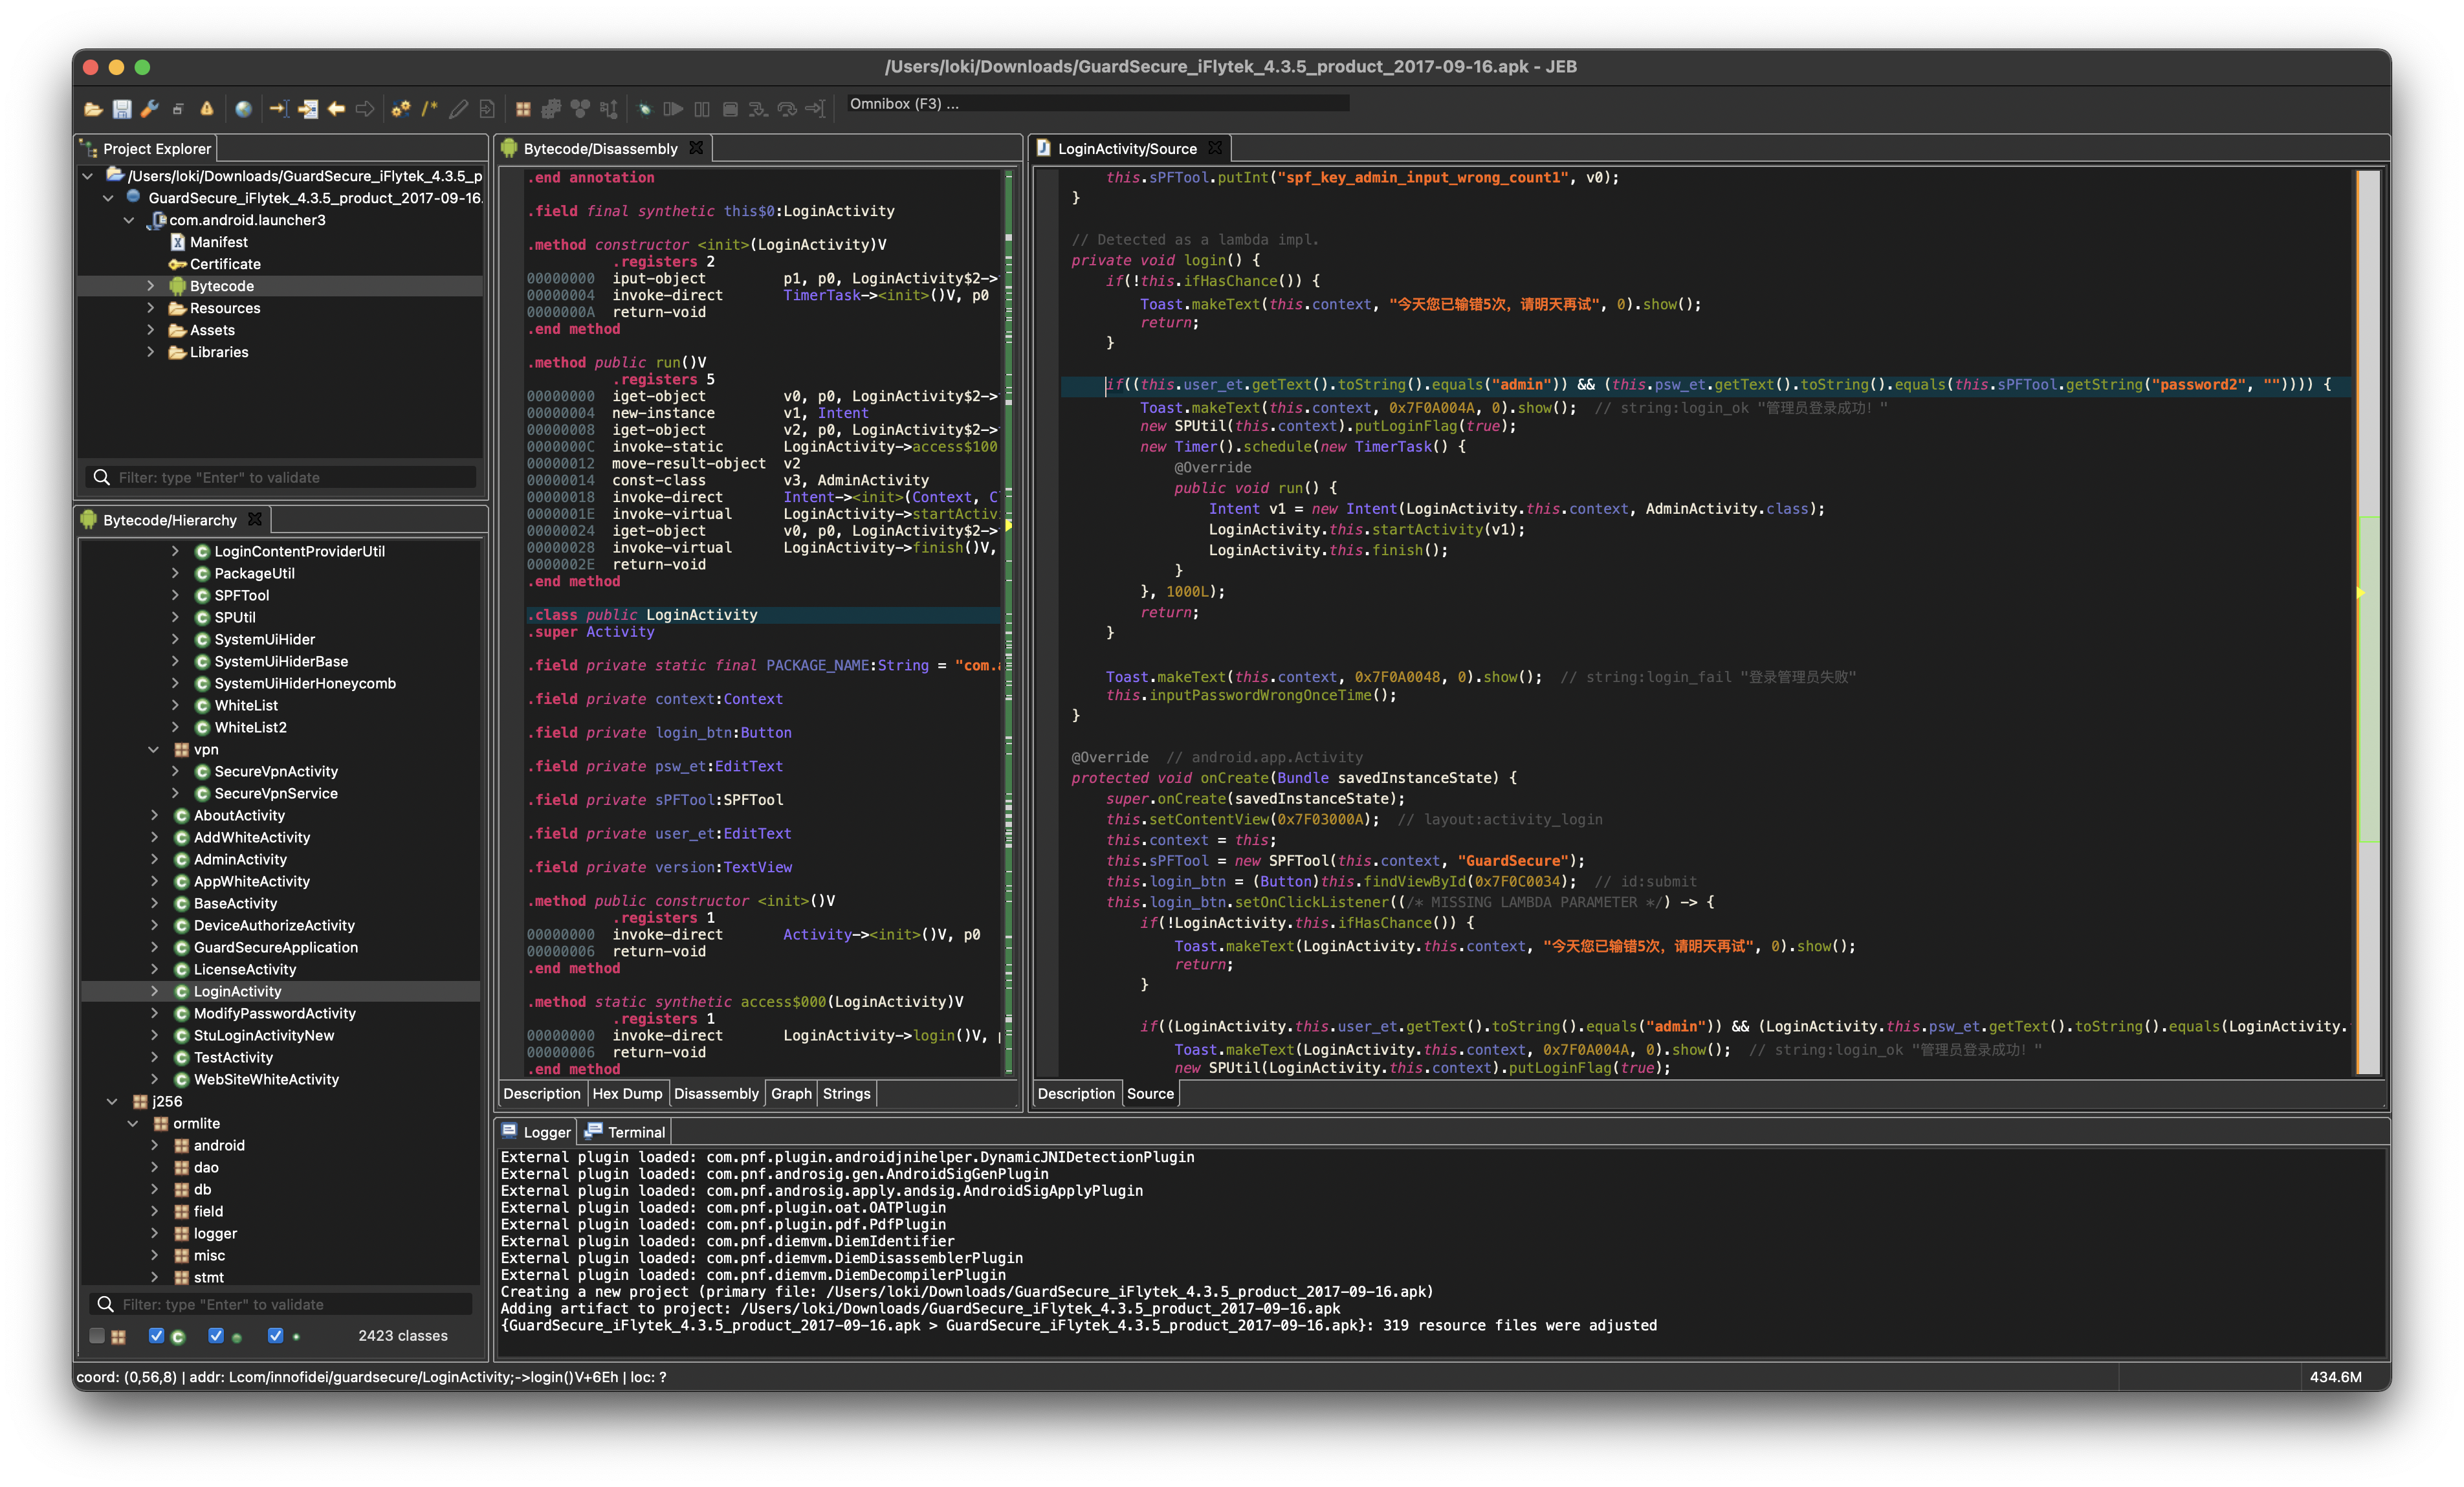 /Users/loki/Downloads/GuardSecure_iFlytek_4.3.5_product_2017-09-16.apk - JEB
Omnibox (F3) ...
Project Explorer
/Users/loki/Downloads/GuardSecure_iFlytek_4.3.5_p
GuardSecure_iFlytek_4.3.5_product_2017-09-16.
com.android.launcher3
Manifest
Certificate
Bytecode
Resources
Assets
Libraries
Filter: type "Enter" to validate
Bytecode/Hierarchy
LoginContentProviderUtil
PackageUtil
SPFTool
SPUtil
SystemUiHider
SystemUiHiderBase
SystemUiHiderHoneycomb
WhiteList
WhiteList2
vpn
SecureVpnActivity
SecureVpnService
AboutActivity
AddWhiteActivity
AdminActivity
AppWhiteActivity
BaseActivity
DeviceAuthorizeActivity
GuardSecureApplication
LicenseActivity
LoginActivity
ModifyPasswordActivity
StuLoginActivityNew
TestActivity
WebSiteWhiteActivity
j256
ormlite
android
dao
db
field
logger
misc
stmt
Filter: type "Enter" to validate
2423 classes
Bytecode/Disassembly
.end annotation
.field final synthetic this$0:LoginActivity
.method constructor <init>(LoginActivity)V
.registers 2
00000000 iput-object p1, p0, LoginActivity$2->
00000004 invoke-direct TimerTask-><init>()V, p0
0000000A return-void
.end method
.method public run()V
.registers 5
00000000 iget-object v0, p0, LoginActivity$2->
00000004 new-instance v1, Intent
00000008 iget-object v2, p0, LoginActivity$2->
0000000C invoke-static LoginActivity->access$100
00000012 move-result-object v2
00000014 const-class v3, AdminActivity
00000018 invoke-direct Intent-><init>(Context, C
0000001E invoke-virtual LoginActivity->startActiv
00000024 iget-object v0, p0, LoginActivity$2->
00000028 invoke-virtual LoginActivity->finish()V,
0000002E return-void
.end method
.class public LoginActivity
.super Activity
.field private static final PACKAGE_NAME:String = "com.a
.field private context:Context
.field private login_btn:Button
.field private psw_et:EditText
.field private sPFTool:SPFTool
.field private user_et:EditText
.field private version:TextView
.method public constructor <init>()V
.registers 1
00000000 invoke-direct Activity-><init>()V, p0
00000006 return-void
.end method
.method static synthetic access$000(LoginActivity)V
.registers 1
00000000 invoke-direct LoginActivity->login()V, p
00000006 return-void
.end method
Description Hex Dump Disassembly Graph Strings
LoginActivity/Source
this.sPFTool.putInt("spf_key_admin_input_wrong_count1", v0);
}
// Detected as a lambda impl.
private void login() {
if(!this.ifHasChance()) {
Toast.makeText(this.context, "今天您已输错5次，请明天再试", 0).show();
return;
}
if((this.user_et.getText().toString().equals("admin")) && (this.psw_et.getText().toString().equals(this.sPFTool.getString("password2", "")))) {
Toast.makeText(this.context, 0x7F0A004A, 0).show(); // string:login_ok "管理员登录成功！"
new SPUtil(this.context).putLoginFlag(true);
new Timer().schedule(new TimerTask() {
@Override
public void run() {
Intent v1 = new Intent(LoginActivity.this.context, AdminActivity.class);
LoginActivity.this.startActivity(v1);
LoginActivity.this.finish();
}
}, 1000L);
return;
}
Toast.makeText(this.context, 0x7F0A0048, 0).show(); // string:login_fail "登录管理员失败"
this.inputPasswordWrongOnceTime();
}
@Override // android.app.Activity
protected void onCreate(Bundle savedInstanceState) {
super.onCreate(savedInstanceState);
this.setContentView(0x7F03000A); // layout:activity_login
this.context = this;
this.sPFTool = new SPFTool(this.context, "GuardSecure");
this.login_btn = (Button)this.findViewById(0x7F0C0034); // id:submit
this.login_btn.setOnClickListener((/* MISSING LAMBDA PARAMETER */) -> {
if(!LoginActivity.this.ifHasChance()) {
Toast.makeText(LoginActivity.this.context, "今天您已输错5次，请明天再试", 0).show();
return;
}
if((LoginActivity.this.user_et.getText().toString().equals("admin")) && (LoginActivity.this.psw_et.getText().toString().equals(LoginActivity.
Toast.makeText(LoginActivity.this.context, 0x7F0A004A, 0).show(); // string:login_ok "管理员登录成功！"
new SPUtil(LoginActivity.this.context).putLoginFlag(true);
Description Source
Logger Terminal
External plugin loaded: com.pnf.plugin.androidjnihelper.DynamicJNIDetectionPlugin
External plugin loaded: com.pnf.androsig.gen.AndroidSigGenPlugin
External plugin loaded: com.pnf.androsig.apply.andsig.AndroidSigApplyPlugin
External plugin loaded: com.pnf.plugin.oat.OATPlugin
External plugin loaded: com.pnf.plugin.pdf.PdfPlugin
External plugin loaded: com.pnf.diemvm.DiemIdentifier
External plugin loaded: com.pnf.diemvm.DiemDisassemblerPlugin
External plugin loaded: com.pnf.diemvm.DiemDecompilerPlugin
Creating a new project (primary file: /Users/loki/Downloads/GuardSecure_iFlytek_4.3.5_product_2017-09-16.apk)
Adding artifact to project: /Users/loki/Downloads/GuardSecure_iFlytek_4.3.5_product_2017-09-16.apk
{GuardSecure_iFlytek_4.3.5_product_2017-09-16.apk > GuardSecure_iFlytek_4.3.5_product_2017-09-16.apk}: 319 resource files were adjusted
coord: (0,56,8) | addr: Lcom/innofidei/guardsecure/LoginActivity;->login()V+6Eh | loc: ?
434.6M